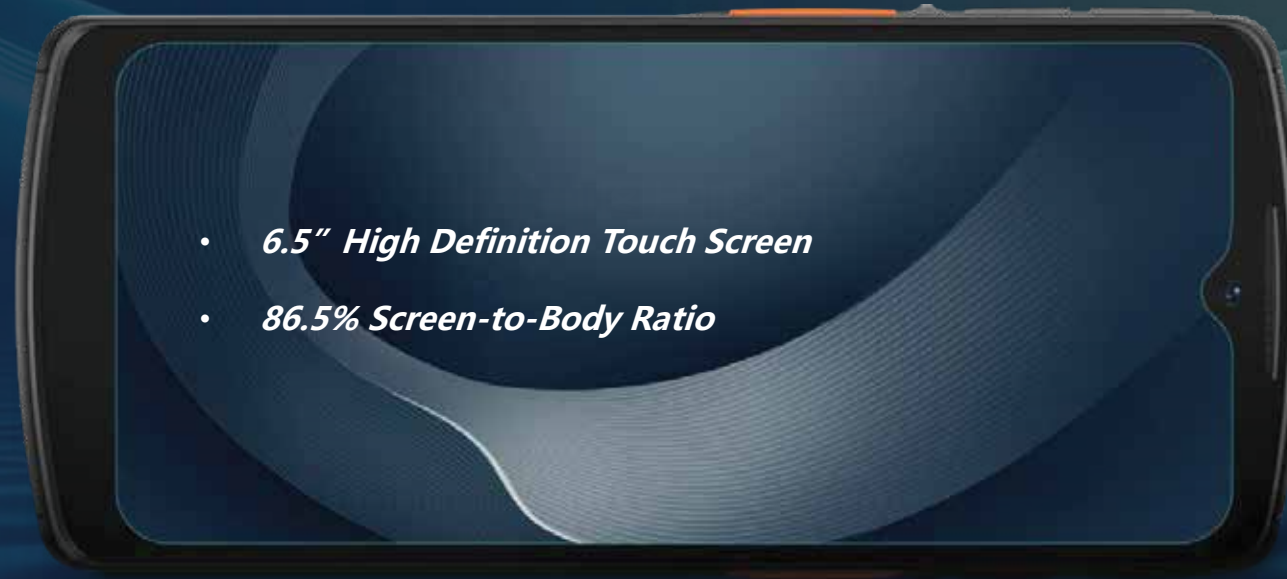 • 6.5″ High Definition Touch Screen
• 86.5% Screen-to-Body Ratio